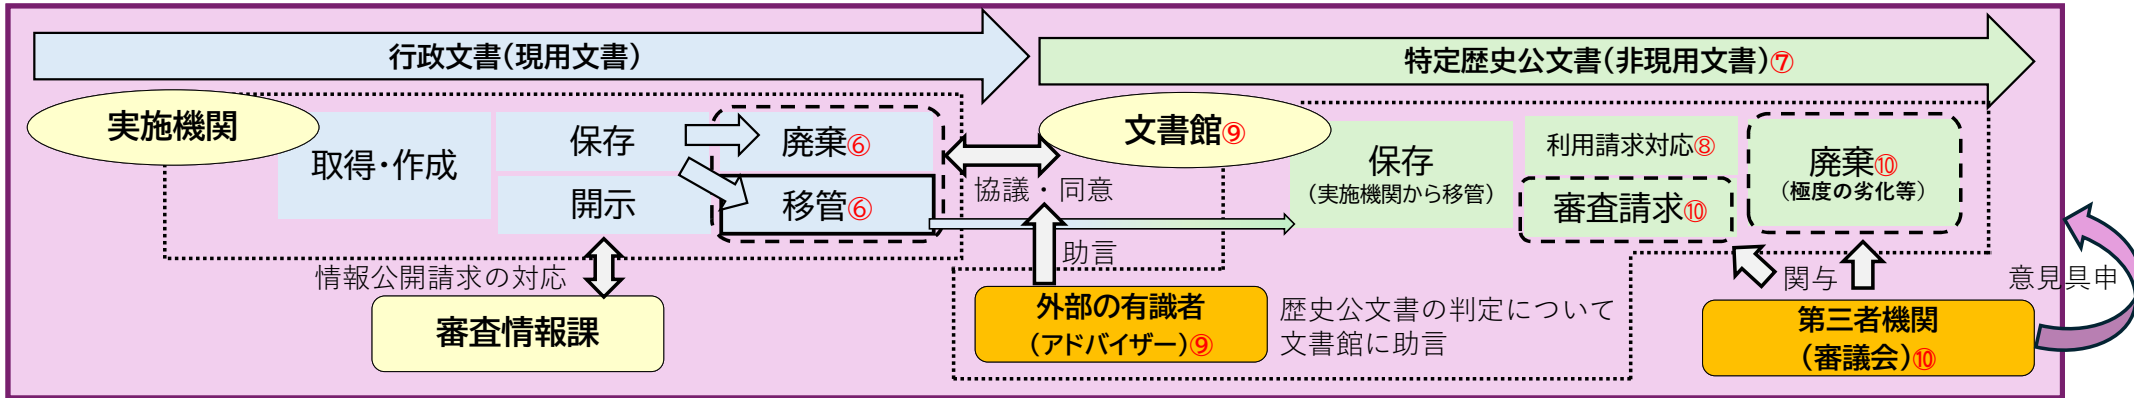 行政文書(現用文書)
特定歴史公文書(非現用文書)⑦
実施機関
取得・作成
保存
開示
廃棄⑥
移管⑥
情報公開請求の対応
審査情報課
文書館⑨
協議・同意
助言
外部の有識者
(アドバイザー)⑨
歴史公文書の判定について
文書館に助言
保存
(実施機関から移管)
利用請求対応⑧
審査請求⑩
廃棄⑩
(極度の劣化等)
関与
意見具申
第三者機関
(審議会)⑩